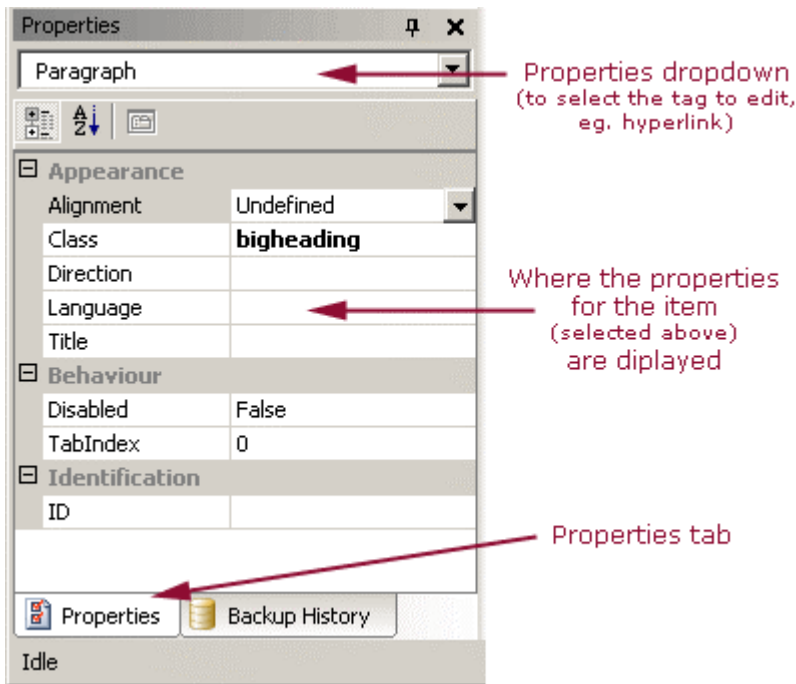 Properties
Paragraph
Properties dropdown
(to select the tag to edit,
eg. hyperlink)
A
Z
Appearance
Alignment Undefined
Class bigheading
Direction
Language
Title
Where the properties
for the item
(selected above)
are diplayed
Behaviour
Disabled False
TabIndex 0
Identification
ID
Properties tab
Properties Backup History
Idle